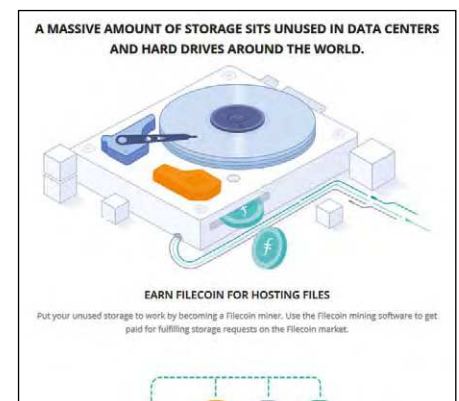 A MASSIVE AMOUNT OF STORAGE SITS UNUSED IN DATA CENTERS
AND HARD DRIVES AROUND THE WORLD.
EARN FILECOIN FOR HOSTING FILES
Put your unused storage to work by becoming a Filecoin miner. Use the Filecoin mining software to get
paid for fulfilling storage requests on the Filecoin market.